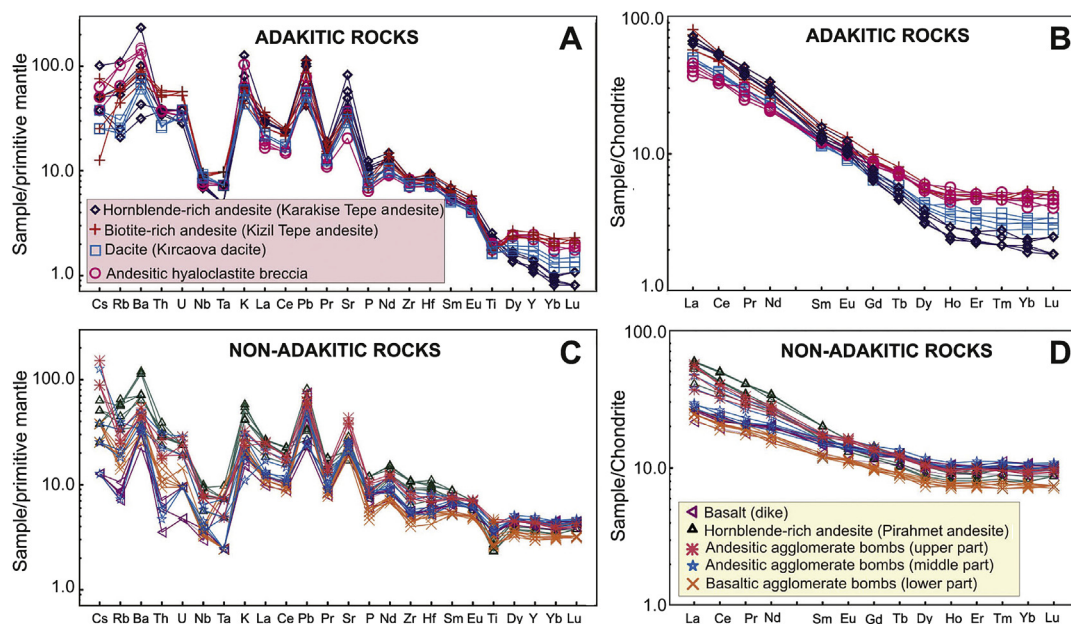 ADAKITIC ROCKS
A
Sample/primitive mantle
100.0
10.0
1.0
Hornblende-rich andesite (Karakise Tepe andesite)
Biotite-rich andesite (Kizil Tepe andesite)
Dacite (Kırcaova dacite)
Andesitic hyaloclastite breccia
Cs Rb Ba Th U Nb Ta K La Ce Pb Pr Sr P Nd Zr Hf Sm Eu Ti Dy Y Yb Lu
ADAKITIC ROCKS
B
Sample/Chondrite
100.0
10.0
1.0
La Ce Pr Nd Sm Eu Gd Tb Dy Ho Er Tm Yb Lu
NON-ADAKITIC ROCKS
C
Sample/primitive mantle
100.0
10.0
1.0
Cs Rb Ba Th U Nb Ta K La Ce Pb Pr Sr P Nd Zr Hf Sm Eu Ti Dy Y Yb Lu
NON-ADAKITIC ROCKS
D
Sample/Chondrite
100.0
10.0
1.0
Basalt (dike)
Hornblende-rich andesite (Pirahmet andesite)
Andesitic agglomerate bombs (upper part)
Andesitic agglomerate bombs (middle part)
Basaltic agglomerate bombs (lower part)
La Ce Pr Nd Sm Eu Gd Tb Dy Ho Er Tm Yb Lu